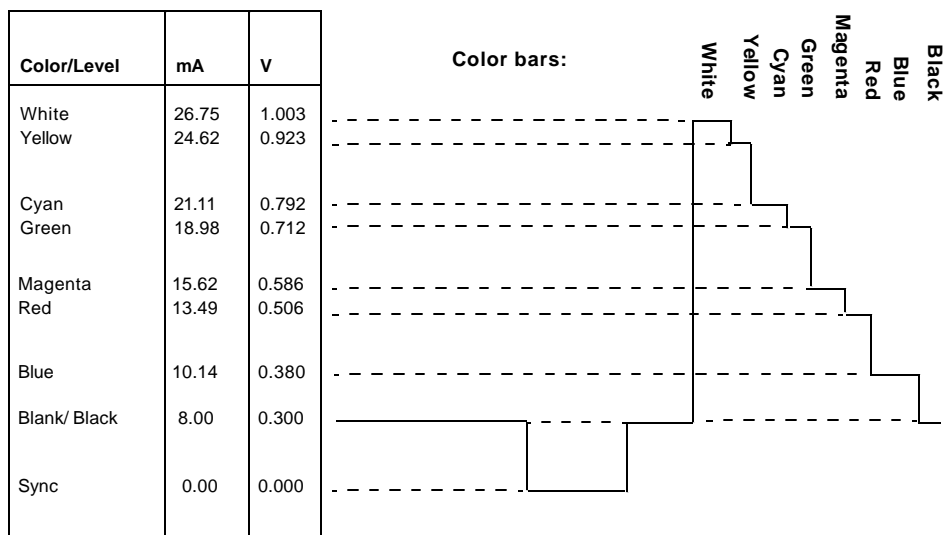 Color/Level mA V
White 26.75 1.003
Yellow 24.62 0.923
Cyan 21.11 0.792
Green 18.98 0.712
Magenta 15.62 0.586
Red 13.49 0.506
Blue 10.14 0.380
Blank/ Black 8.00 0.300
Sync 0.00 0.000
Color bars:
White
Yellow
Cyan
Green
Magenta
Red
Blue
Black